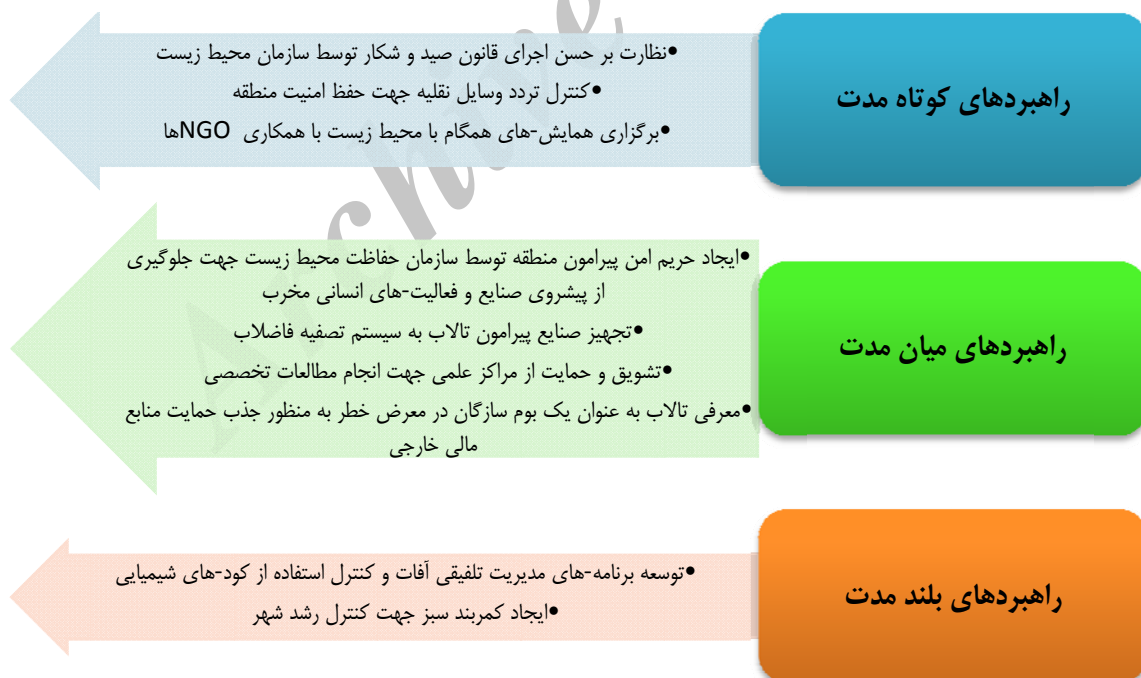 راهبردهای کوتاه مدت
•نظارت بر حسن اجرای قانون صید و شکار توسط سازمان محیط زیست
•کنترل تردد وسایل نقلیه جهت حفظ امنیت منطقه
•برگزاری همایش-های همگام با محیط زیست با همکاری NGOها
راهبردهای میان مدت
•ایجاد حریم امن پیرامون منطقه توسط سازمان حفاظت محیط زیست جهت جلوگیری
از پیشروی صنایع و فعالیت-های انسانی مخرب
•تجهیز صنایع پیرامون تالاب به سیستم تصفیه فاضلاب
•تشویق و حمایت از مراکز علمی جهت انجام مطالعات تخصصی
•معرفی تالاب به عنوان یک بوم سازگان در معرض خطر به منظور جذب حمایت منابع
مالی خارجی
راهبردهای بلند مدت
•توسعه برنامه-های مدیریت تلفیقی آفات و کنترل استفاده از کود-های شیمیایی
•ایجاد کمربند سبز جهت کنترل رشد شهر
Archive